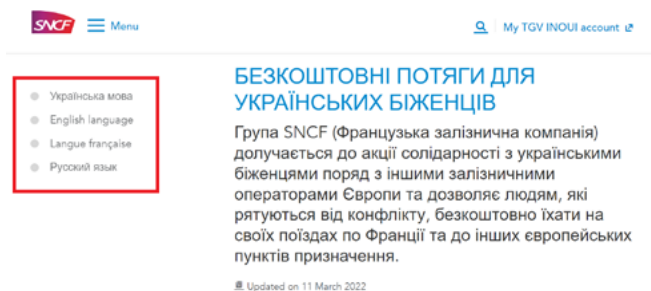 SNCF Menu
My TGV INOUI account
Українська мова
English language
Langue française
Русский язык
БЕЗКОШТОВНІ ПОТЯГИ ДЛЯ
УКРАЇНСЬКИХ БІЖЕНЦІВ
Група SNCF (Французька залізнична компанія)
долучається до акції солідарності з українськими
біженцями поряд з іншими залізничними
операторами Європи та дозволяє людям, які
рятуються від конфлікту, безкоштовно їхати на
своїх поїздах по Франції та до інших європейських
пунктів призначення.
Updated on 11 March 2022